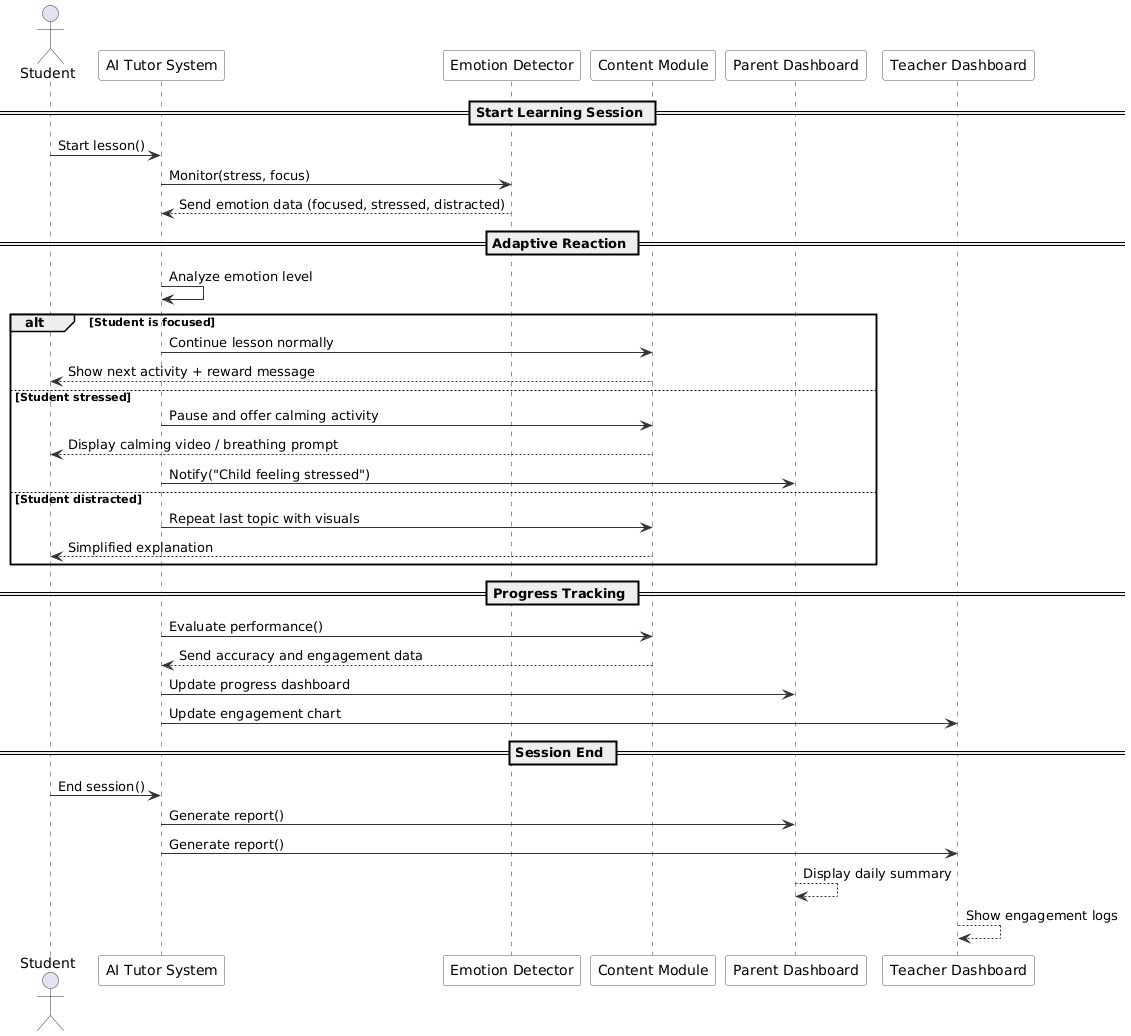 Student
AI Tutor System
Emotion Detector
Content Module
Parent Dashboard
Teacher Dashboard
Start Learning Session
Start lesson()
Monitor(stress, focus)
Send emotion data (focused, stressed, distracted)
Adaptive Reaction
Analyze emotion level
alt
[Student is focused]
Continue lesson normally
Show next activity + reward message
[Student stressed]
Pause and offer calming activity
Display calming video / breathing prompt
Notify("Child feeling stressed")
[Student distracted]
Repeat last topic with visuals
Simplified explanation
Progress Tracking
Evaluate performance()
Send accuracy and engagement data
Update progress dashboard
Update engagement chart
Session End
End session()
Generate report()
Generate report()
Display daily summary
Show engagement logs
Student
AI Tutor System
Emotion Detector
Content Module
Parent Dashboard
Teacher Dashboard